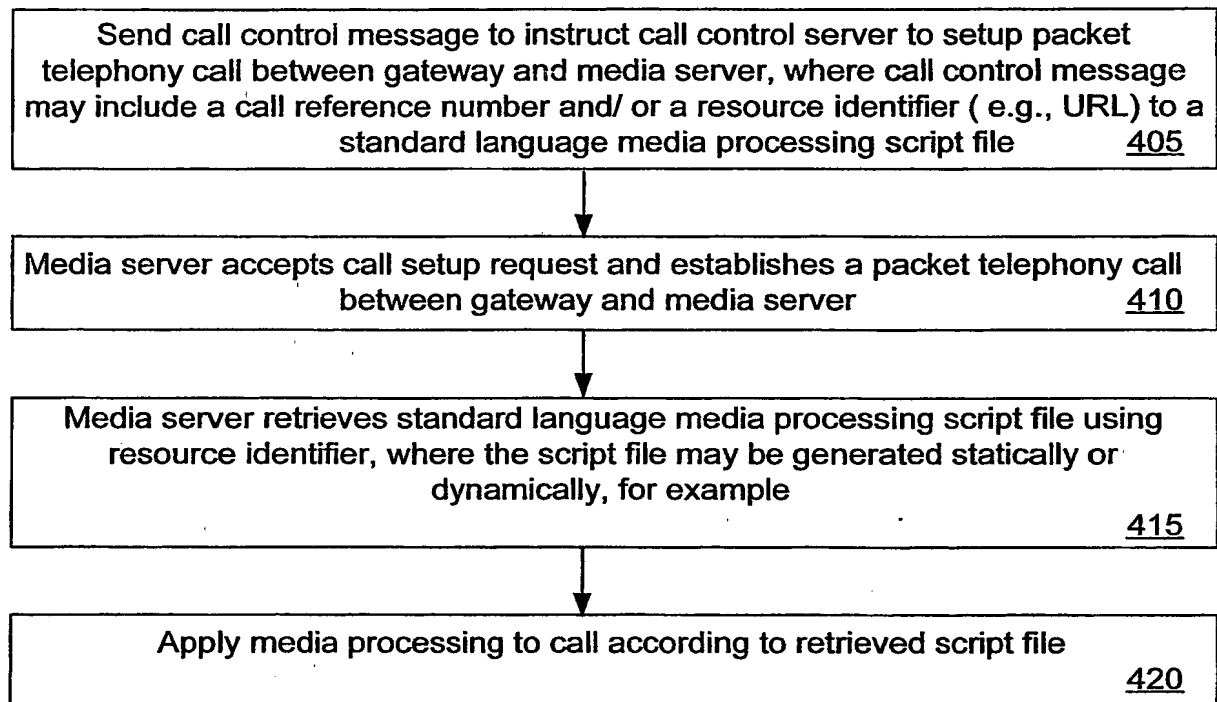 Send call control message to instruct call control server to setup packet
telephony call between gateway and media server, where call control message
may include a call reference number and/ or a resource identifier ( e.g., URL) to a
standard language media processing script file 405
Media server accepts call setup request and establishes a packet telephony call
between gateway and media server 410
Media server retrieves standard language media processing script file using
resource identifier, where the script file may be generated statically or
dynamically, for example
415
Apply media processing to call according to retrieved script file
420